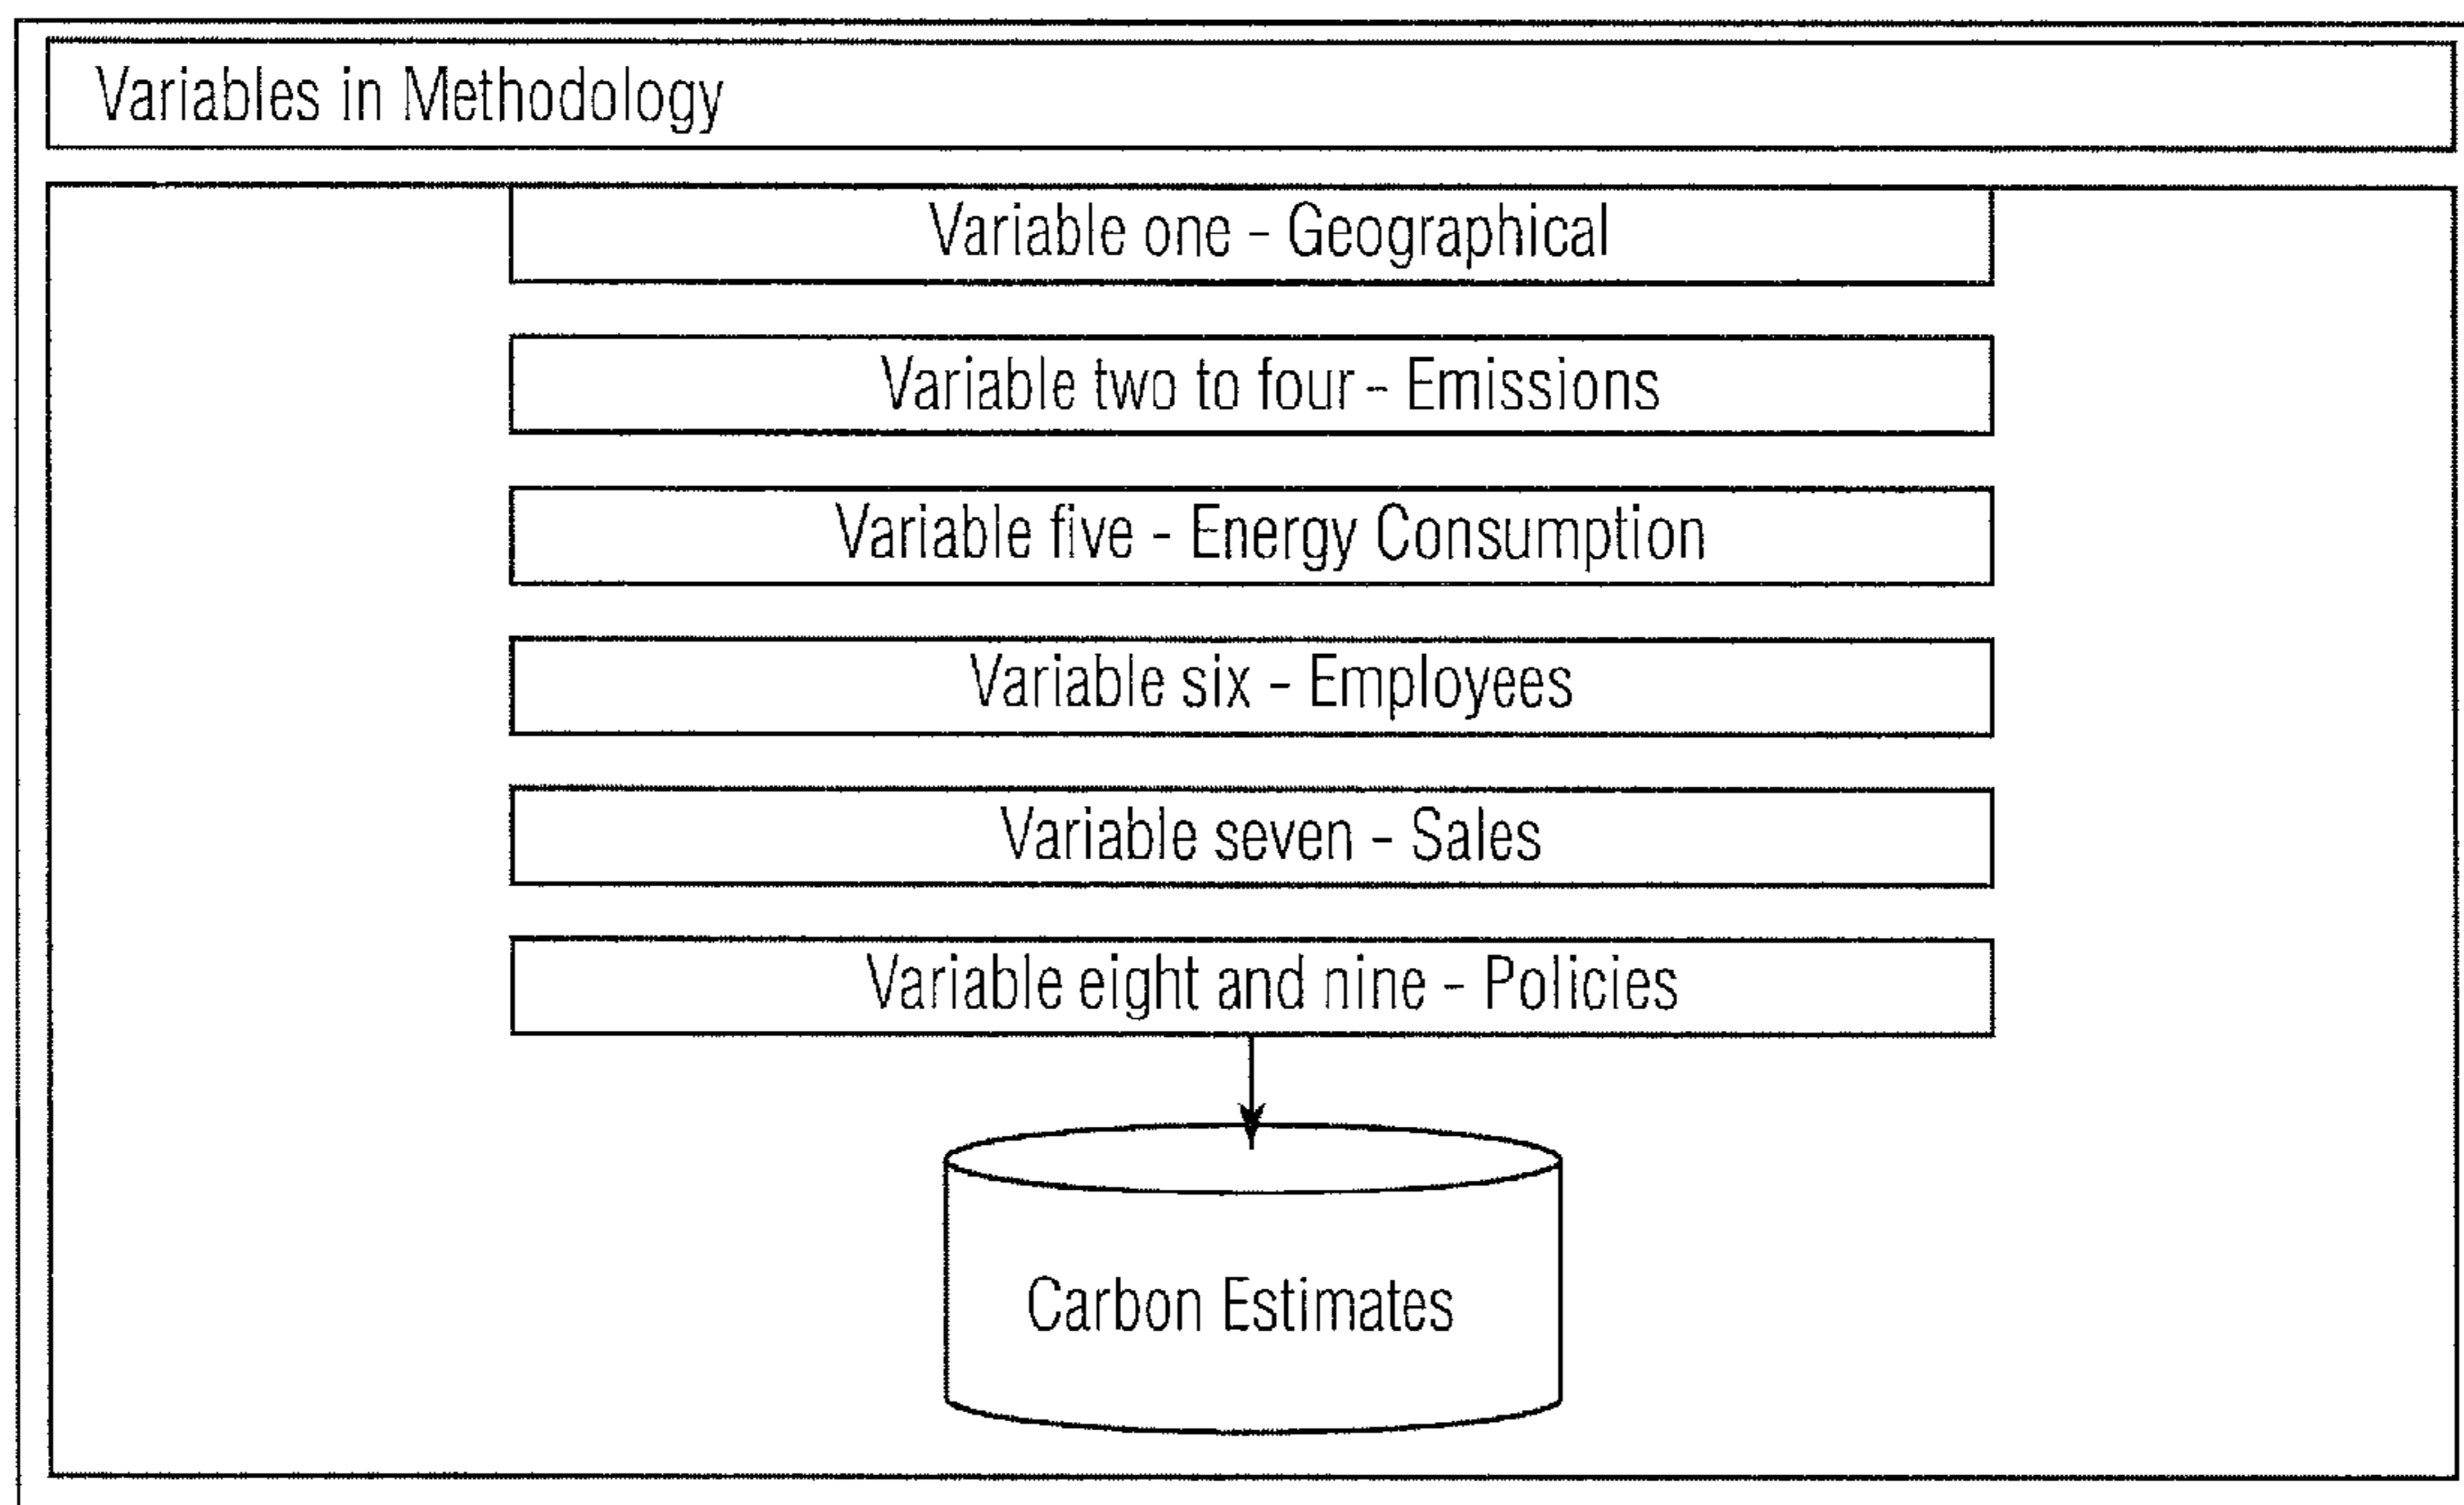 Variables in Methodology
Variable one - Geographical
Variable two to four - Emissions
Variable five - Energy Consumption
Variable six - Employees
Variable seven - Sales
Variable eight and nine - Policies
Carbon Estimates